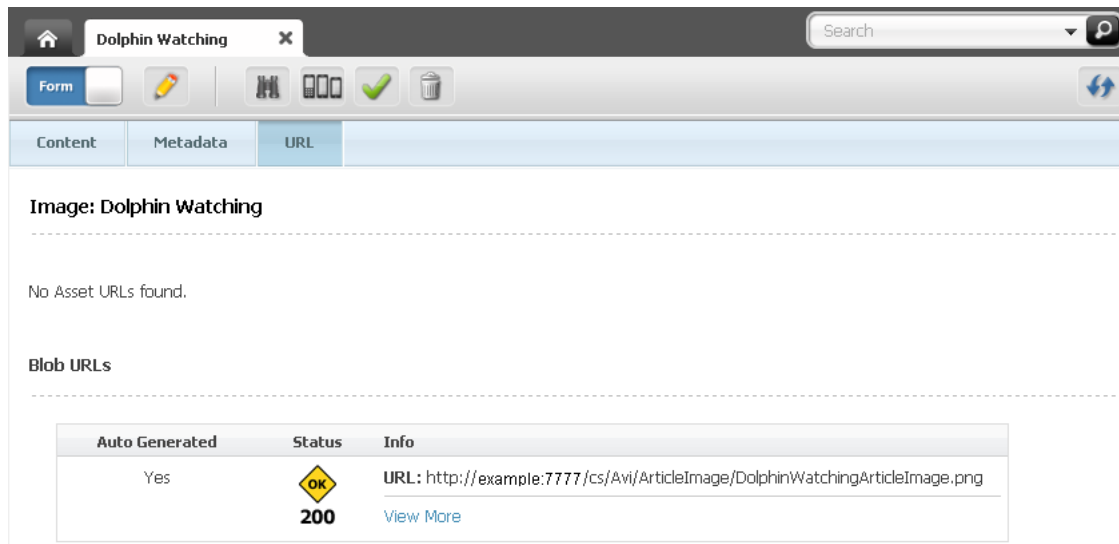 Dolphin Watching
Search
Form
Content Metadata URL
Image: Dolphin Watching
No Asset URLs found.
Blob URLs
Auto Generated Status Info
Yes OK 200 URL: http://example:7777/cs/Avi/ArticleImage/DolphinWatchingArticleImage.png
View More